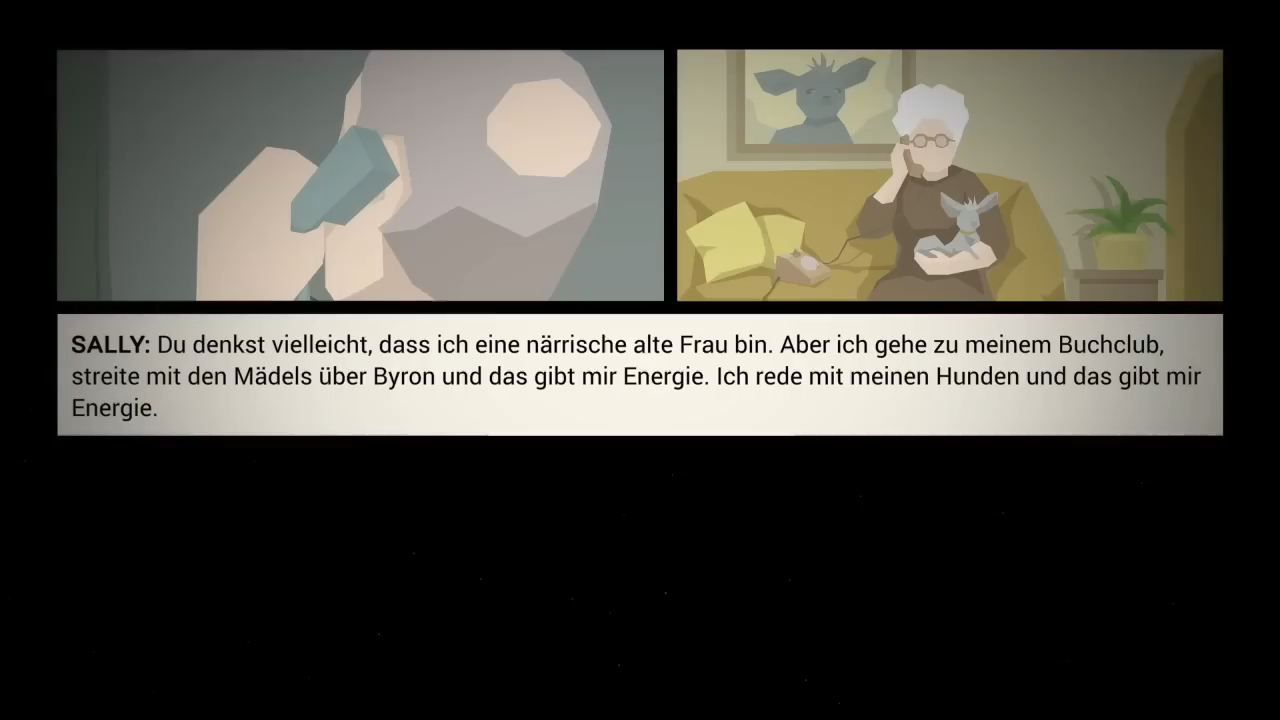 SALLY: Du denkst vielleicht, dass ich eine närrische alte Frau bin. Aber ich gehe zu meinem Buchclub,
streite mit den Mädels über Byron und das gibt mir Energie. Ich rede mit meinen Hunden und das gibt mir
Energie.